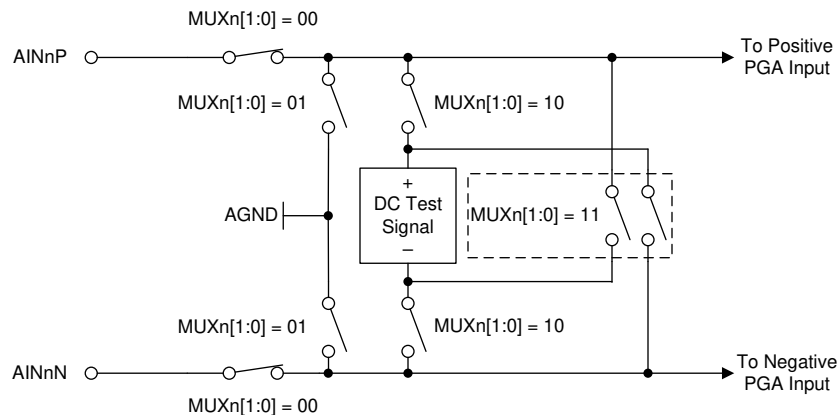 MUXn[1:0] = 00
AINnP
To Positive
PGA Input
MUXn[1:0] = 01
MUXn[1:0] = 10
+
DC Test
Signal
–
AGND
MUXn[1:0] = 11
MUXn[1:0] = 01
MUXn[1:0] = 10
AINnN
To Negative
PGA Input
MUXn[1:0] = 00